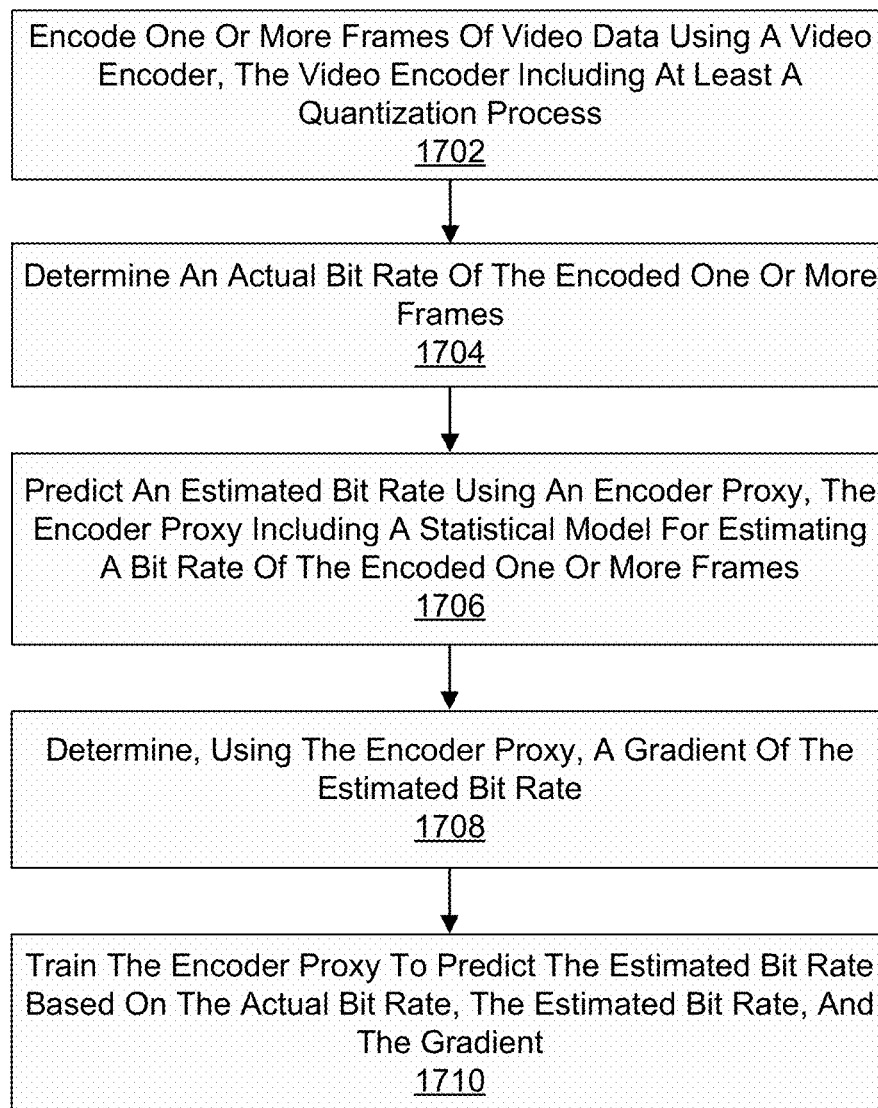 Encode One Or More Frames Of Video Data Using A Video
Encoder, The Video Encoder Including At Least A
Quantization Process
1702
Determine An Actual Bit Rate Of The Encoded One Or More
Frames
1704
Predict An Estimated Bit Rate Using An Encoder Proxy, The
Encoder Proxy Including A Statistical Model For Estimating
A Bit Rate Of The Encoded One Or More Frames
1706
Determine, Using The Encoder Proxy, A Gradient Of The
Estimated Bit Rate
1708
Train The Encoder Proxy To Predict The Estimated Bit Rate
Based On The Actual Bit Rate, The Estimated Bit Rate, And
The Gradient
1710